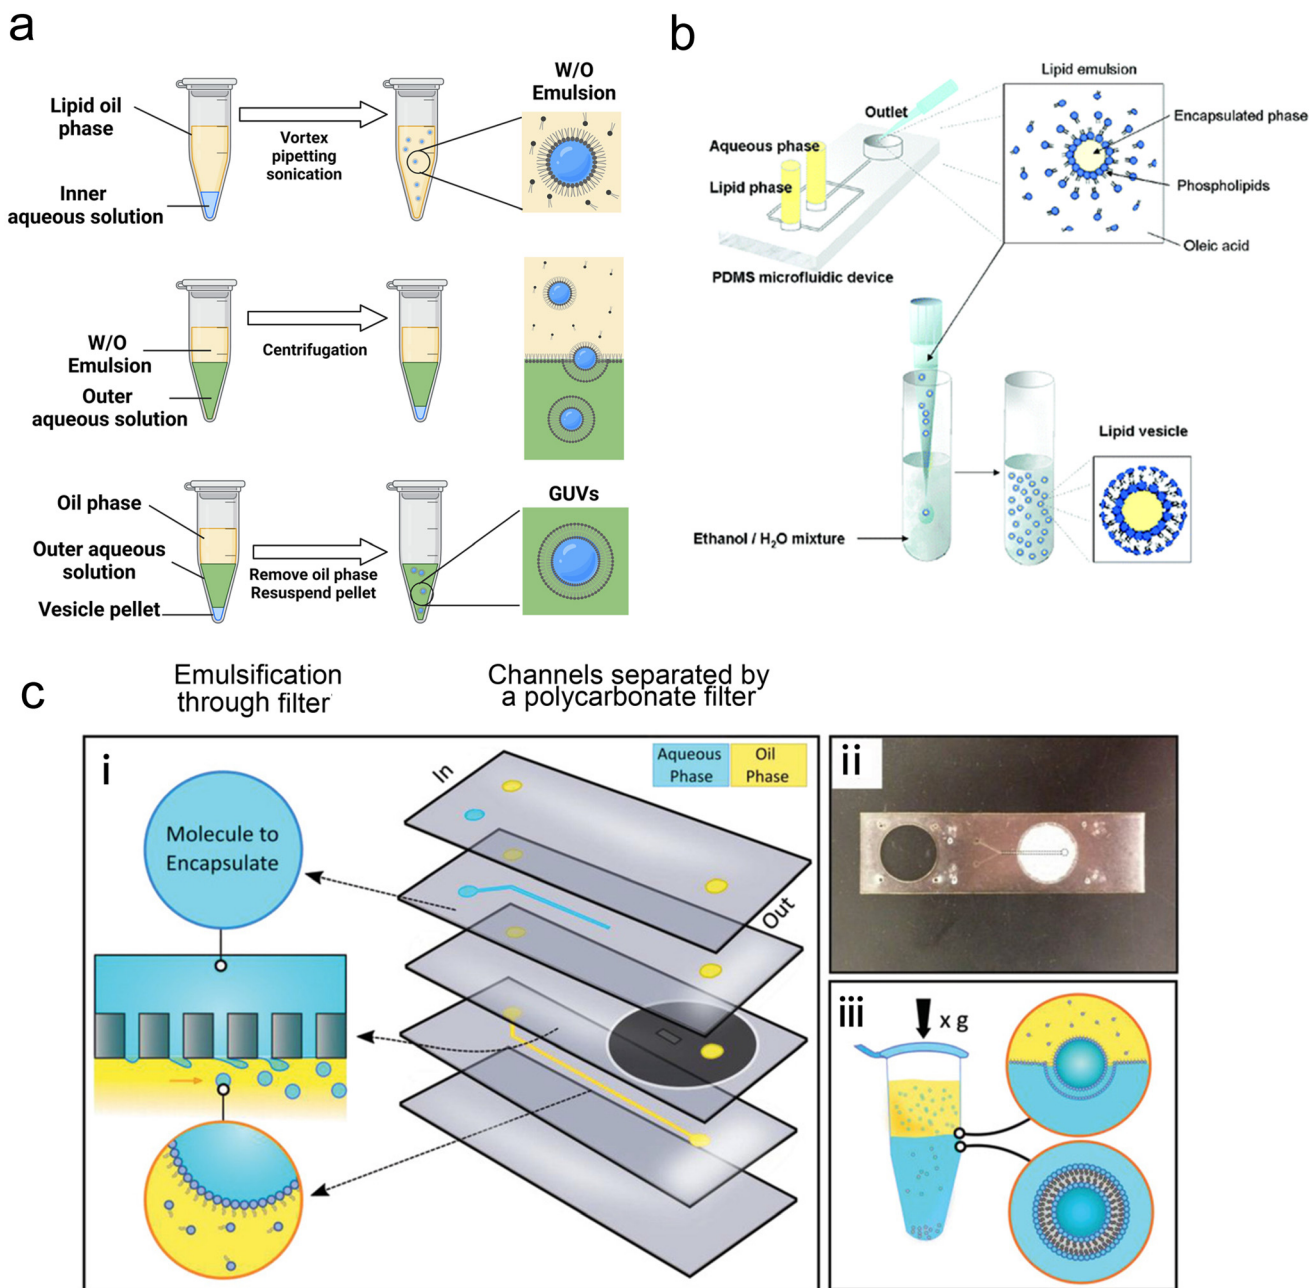 a
Lipid oil
phase
Inner
aqueous solution
Vortex
pipetting
sonication
W/O
Emulsion
W/O
Emulsion
Outer
aqueous solution
Centrifugation
Oil phase
Outer aqueous
solution
Vesicle pellet
Remove oil phase
Resuspend pellet
GUVs
b
Lipid emulsion
Outlet
Aqueous phase
Lipid phase
Encapsulated phase
Phospholipids
Oleic acid
PDMS microfluidic device
Lipid vesicle
Ethanol / H₂O mixture
c
Emulsification
through filter
Channels separated by
a polycarbonate filter
i
Molecule to
Encapsulate
In
Out
Aqueous
Phase
Oil
Phase
ii
iii
x g